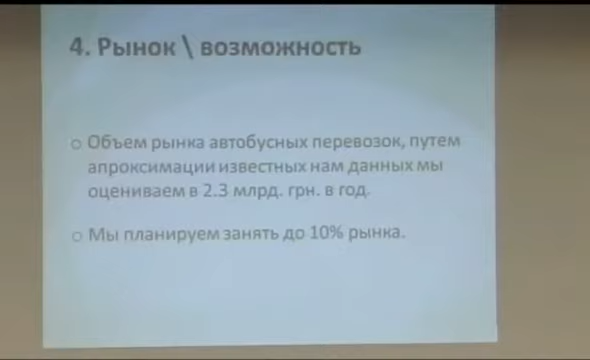 4. Рынок \ возможность
Объем рынка автобусных перевозок, путем
апроксимации известных нам данных мы
оцениваем в 2.3 млрд. грн. в год.
Мы планируем занять до 10% рынка.